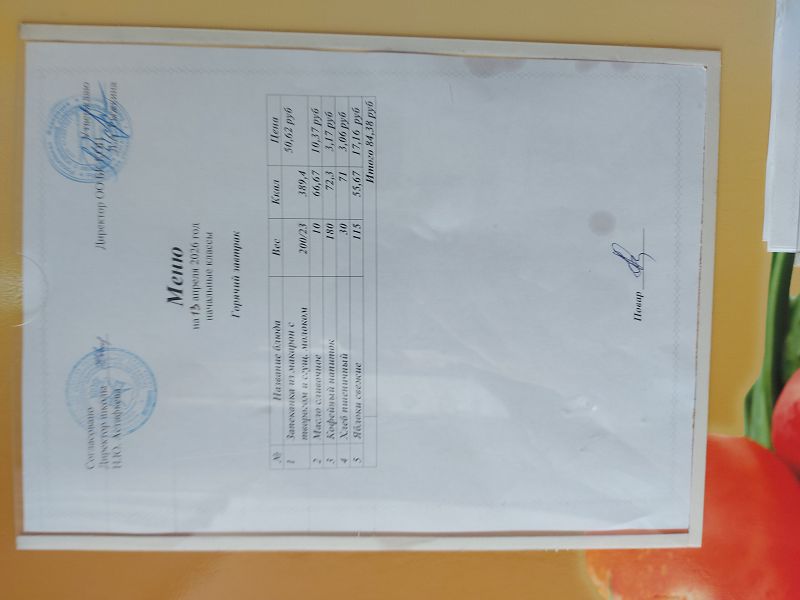 Согласовано
Директор школы
Директор ОО
Меню
на 13 апреля 2026 год
начальные классы
Горячий завтрак
№ Название блюда Вес Ккал Цена
1 Запеканка из макарон с творогом и сгущ. молоком 200/23 389,4 50,62 руб
2 Масло сливочное 10 66,67 10,37 руб
3 Кофейный напиток 180 72,3 3,17 руб
4 Хлеб пшеничный 30 71 3,06 руб
5 Яблоки свежие 115 55,67 17,16 руб
Итого 84,38 руб
Повар